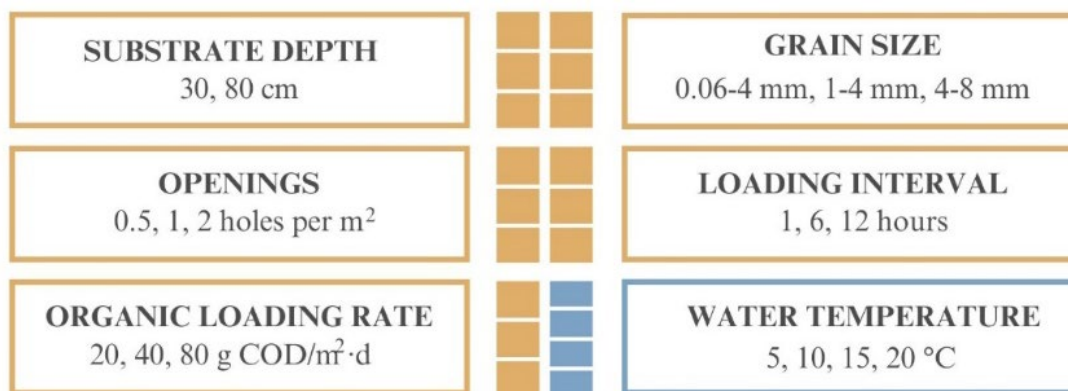 SUBSTRATE DEPTH
30, 80 cm
GRAIN SIZE
0.06-4 mm, 1-4 mm, 4-8 mm
OPENINGS
0.5, 1, 2 holes per m²
LOADING INTERVAL
1, 6, 12 hours
ORGANIC LOADING RATE
20, 40, 80 g COD/m²·d
WATER TEMPERATURE
5, 10, 15, 20 °C